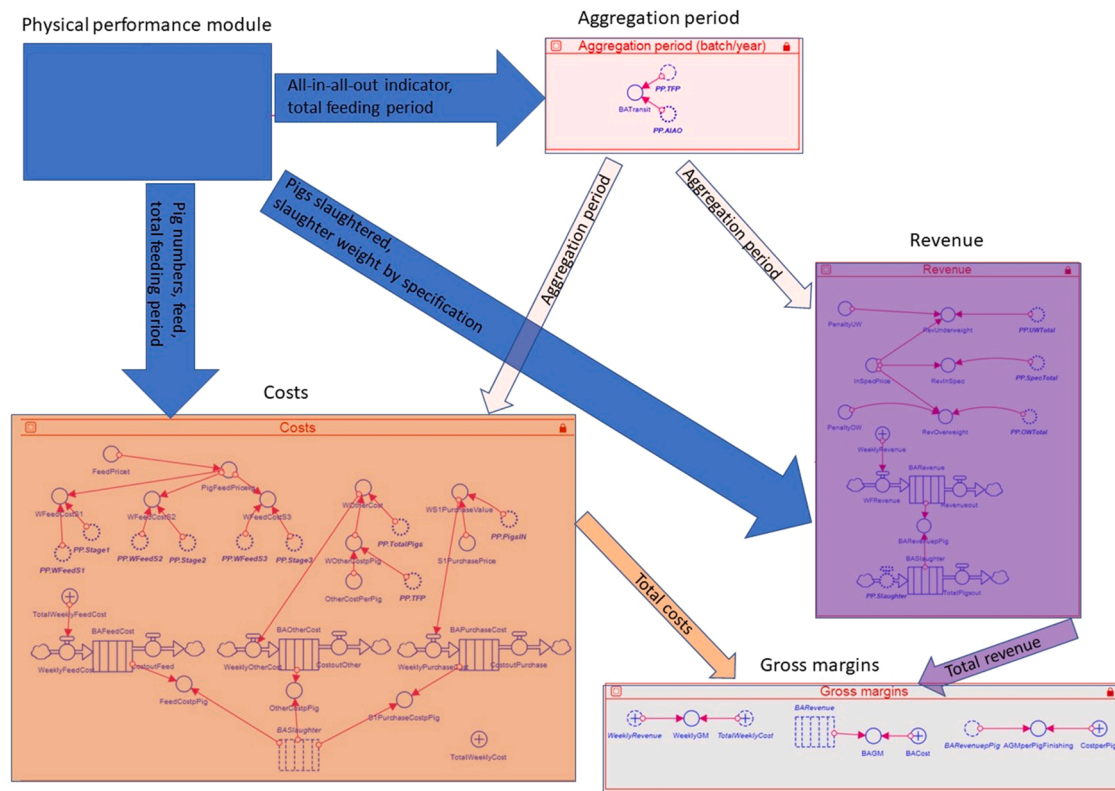 Physical performance module
Aggregation period
Aggregation period (batch/year)
PP.TFP
BATransit
PP.AIAO
All-in-all-out indicator,
total feeding period
Pig numbers, feed,
total feeding period
Pigs slaughtered,
slaughter weight by specification
Aggregation period
Aggregation period
Revenue
Revenue
PenaltyUW
RevUnderweight
PP.UWTotal
InSpecPrice
RevInSpec
PP.SpecTotal
PenaltyOW
RevOverweight
PP.OWTotal
WeeklyRevenue
BARevenue
WFRevenue
Revenueout
BARevenuepPig
BASlaughter
PP.Slaughter
TotalPigsout
Costs
Costs
FeedPricet
PigFeedPricekg
WFeedCostS1
WFeedCostS2
WFeedCostS3
WOtherCost
WS1PurchaseValue
PP.Stage1
PP.WFeedS1
PP.WFeedS2
PP.Stage2
PP.WFeedS3
PP.Stage3
PP.TotalPigs
PP.PigsIN
WOtherCostpPig
S1PurchasePrice
OtherCostPerPig
PP.TFP
TotalWeeklyFeedCost
BAFeedCost
BAOtherCost
BAPurchaseCost
WeeklyFeedCost
CostoutFeed
WeeklyOtherCost
CostoutOther
WeeklyPurchaseCost
CostoutPurchase
FeedCostpPig
OtherCostpPig
S1PurchaseCostpPig
BASlaughter
TotalWeeklyCost
Total costs
Total revenue
Gross margins
Gross margins
WeeklyRevenue
WeeklyGM
TotalWeeklyCost
BARevenue
BAGM
BACost
BARevenuepPig
AGMperPigFinishing
CostperPig